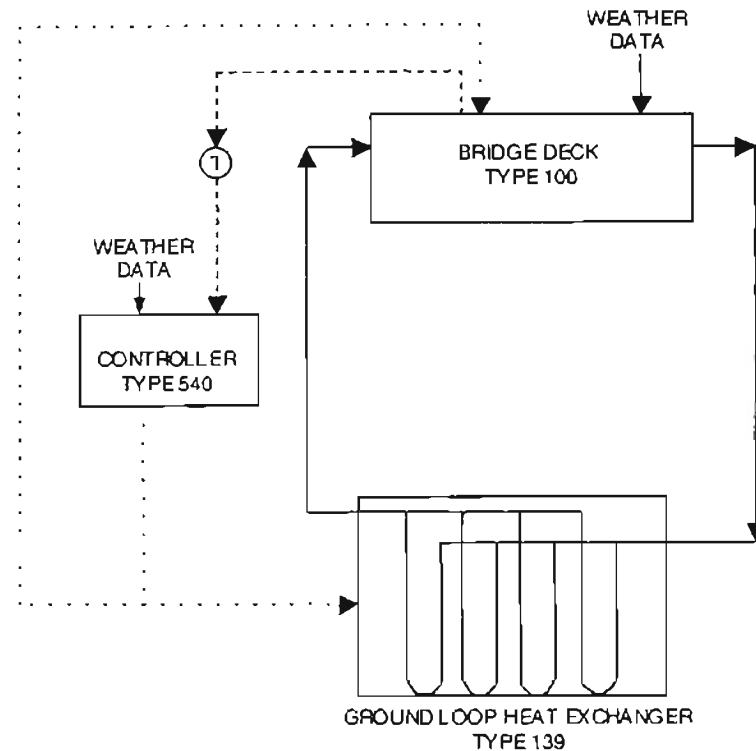 WEATHER
DATA
BRIDGE DECK
TYPE 100
T
WEATHER
DATA
CONTROLLER
TYPE 540
GROUND LOOP HEAT EXCHANGER
TYPE 139